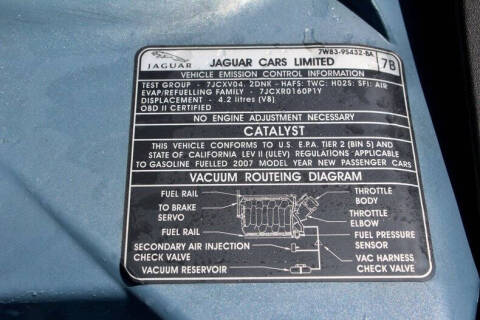 7W83-9S432-BA
JAGUAR
JAGUAR CARS LIMITED
7B
VEHICLE EMISSION CONTROL INFORMATION
TEST GROUP - 7JCXV04. 2DNK - HAFS: TWC: HO2S: SFI: AIR
EVAP/REFUELLING FAMILY - 7JCXR0160P1Y
DISPLACEMENT - 4.2 litres (V8)
OBD II CERTIFIED
NO ENGINE ADJUSTMENT NECESSARY
CATALYST
THIS VEHICLE CONFORMS TO U.S. E.P.A. TIER 2 (BIN 5) AND
STATE OF CALIFORNIA LEV II (ULEV) REGULATIONS APPLICABLE
TO GASOLINE FUELLED 2007 MODEL YEAR NEW PASSENGER CARS
VACUUM ROUTEING DIAGRAM
FUEL RAIL
THROTTLE
BODY
TO BRAKE
SERVO
THROTTLE
ELBOW
FUEL RAIL
FUEL PRESSURE
SENSOR
SECONDARY AIR INJECTION
CHECK VALVE
VAC HARNESS
CHECK VALVE
VACUUM RESERVOIR